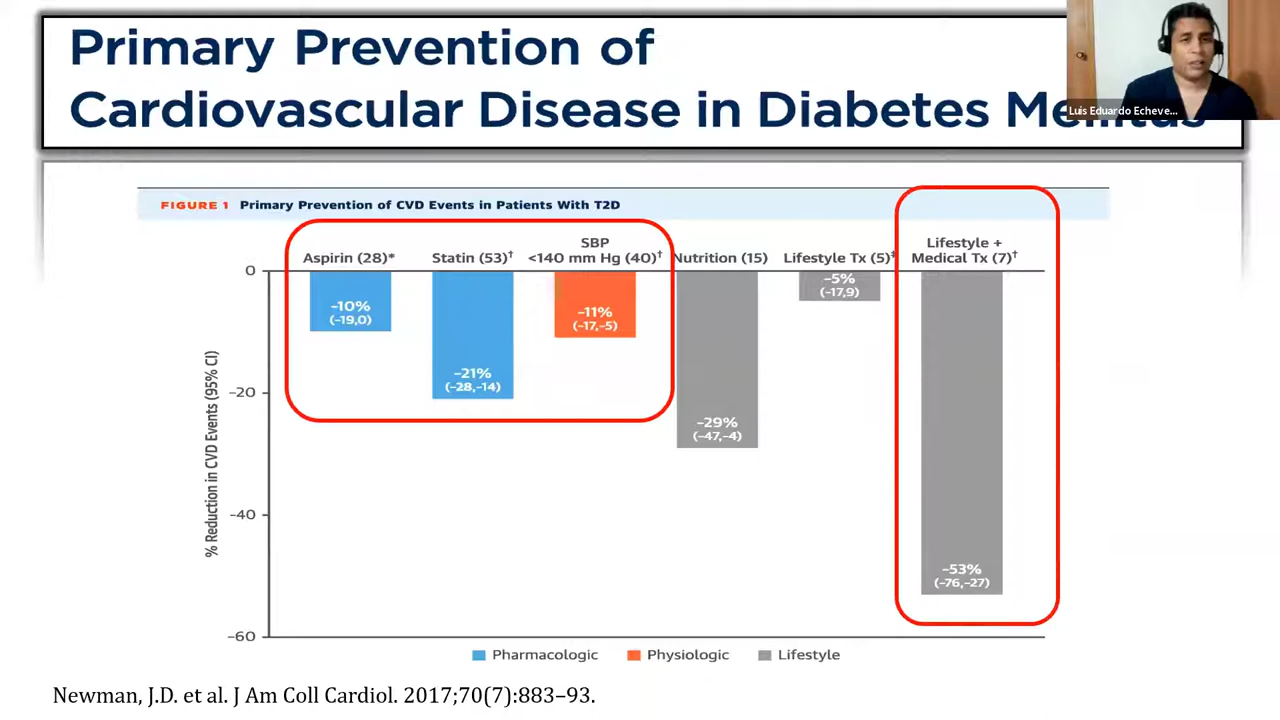 Primary Prevention of
Cardiovascular Disease in Diabetes Mellitus
Luis Eduardo Echeve...
FIGURE 1 Primary Prevention of CVD Events in Patients With T2D
Aspirin (28)*
Statin (53)†
SBP
<140 mm Hg (40)†
Nutrition (15)
Lifestyle Tx (5)‡
Lifestyle +
Medical Tx (7)†
0
−20
−40
−60
% Reduction in CVD Events (95% CI)
−10%
(−19,0)
−21%
(−28,−14)
−11%
(−17,−5)
−29%
(−47,−4)
−5%
(−17,9)
−53%
(−76,−27)
Pharmacologic Physiologic Lifestyle
Newman, J.D. et al. J Am Coll Cardiol. 2017;70(7):883–93.